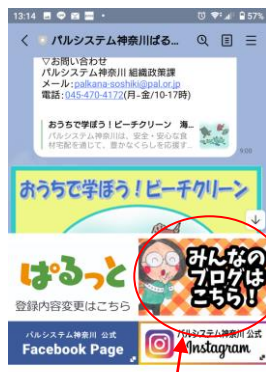 13:14
57%
パルシステム神奈川ぱる...
▽お問い合わせ
パルシステム神奈川 組織政策課
メール：palkana-soshiki@pal.or.jp
電話：045-470-4172(月-金/10-17時)
おうちで学ぼう！ビーチクリーン 海...
パルシステム神奈川は、安全・安心な食
材宅配を通じて、豊かなくらしを応援す...
9:00
おうちで学ぼう！ビーチクリーン
ぱるっと
登録内容変更はこちら
みんなの
ブログは
こちら！
パルシステム神奈川 公式
Facebook Page
パルシステム神奈川 公式
Instagram